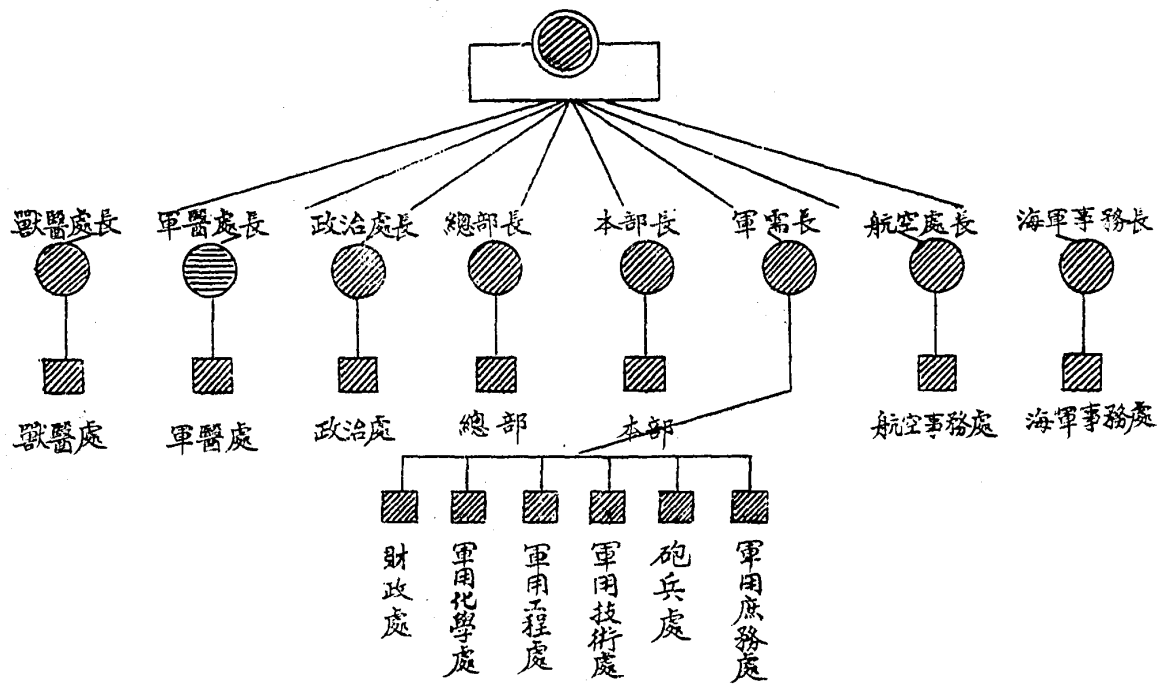 獸醫處長 軍醫處長 政治處長 總部長 本部長 軍需長 航空處長 海軍事務長
獸醫處 軍醫處 政治處 總部 本部 航空事務處 海軍事務處
財政處
軍用化學處
軍用工程處
軍用技術處
砲兵處
軍用庶務處